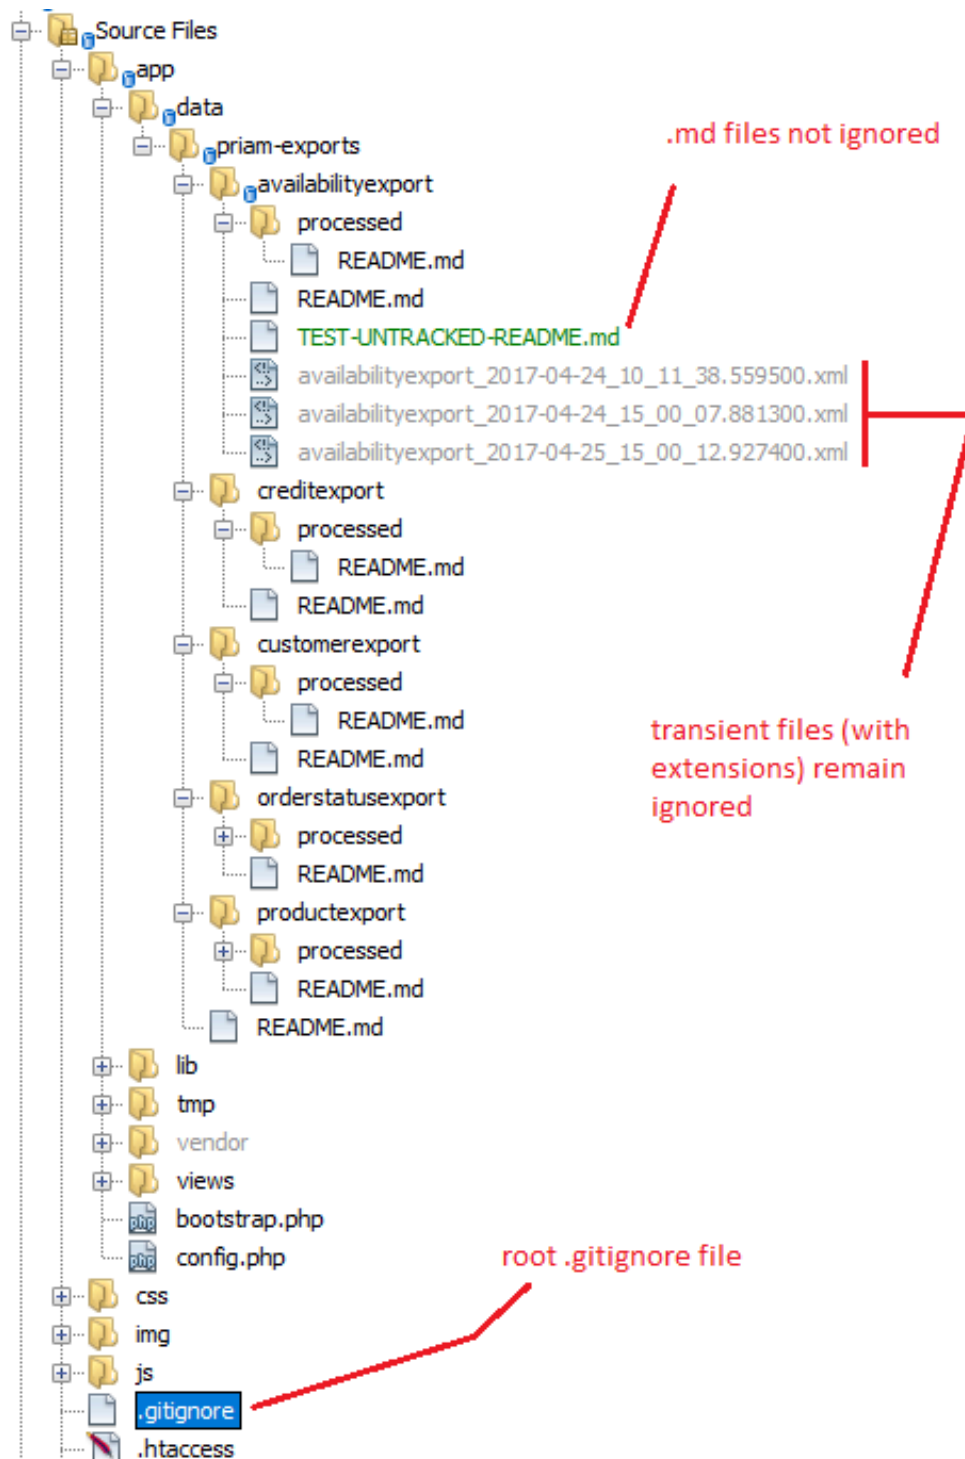 Source Files
app
data
.md files not ignored
priam-exports
availabilityexport
processed
README.md
README.md
TEST-UNTRACKED-README.md
availabilityexport_2017-04-24_10_11_38.559500.xml
availabilityexport_2017-04-24_15_00_07.881300.xml
availabilityexport_2017-04-25_15_00_12.927400.xml
creditexport
processed
README.md
README.md
customerexport
processed
README.md
transient files (with
extensions) remain
ignored
README.md
orderstatusexport
processed
README.md
productexport
processed
README.md
README.md
lib
tmp
vendor
views
bootstrap.php
config.php
root .gitignore file
css
img
js
.gitignore
.htaccess